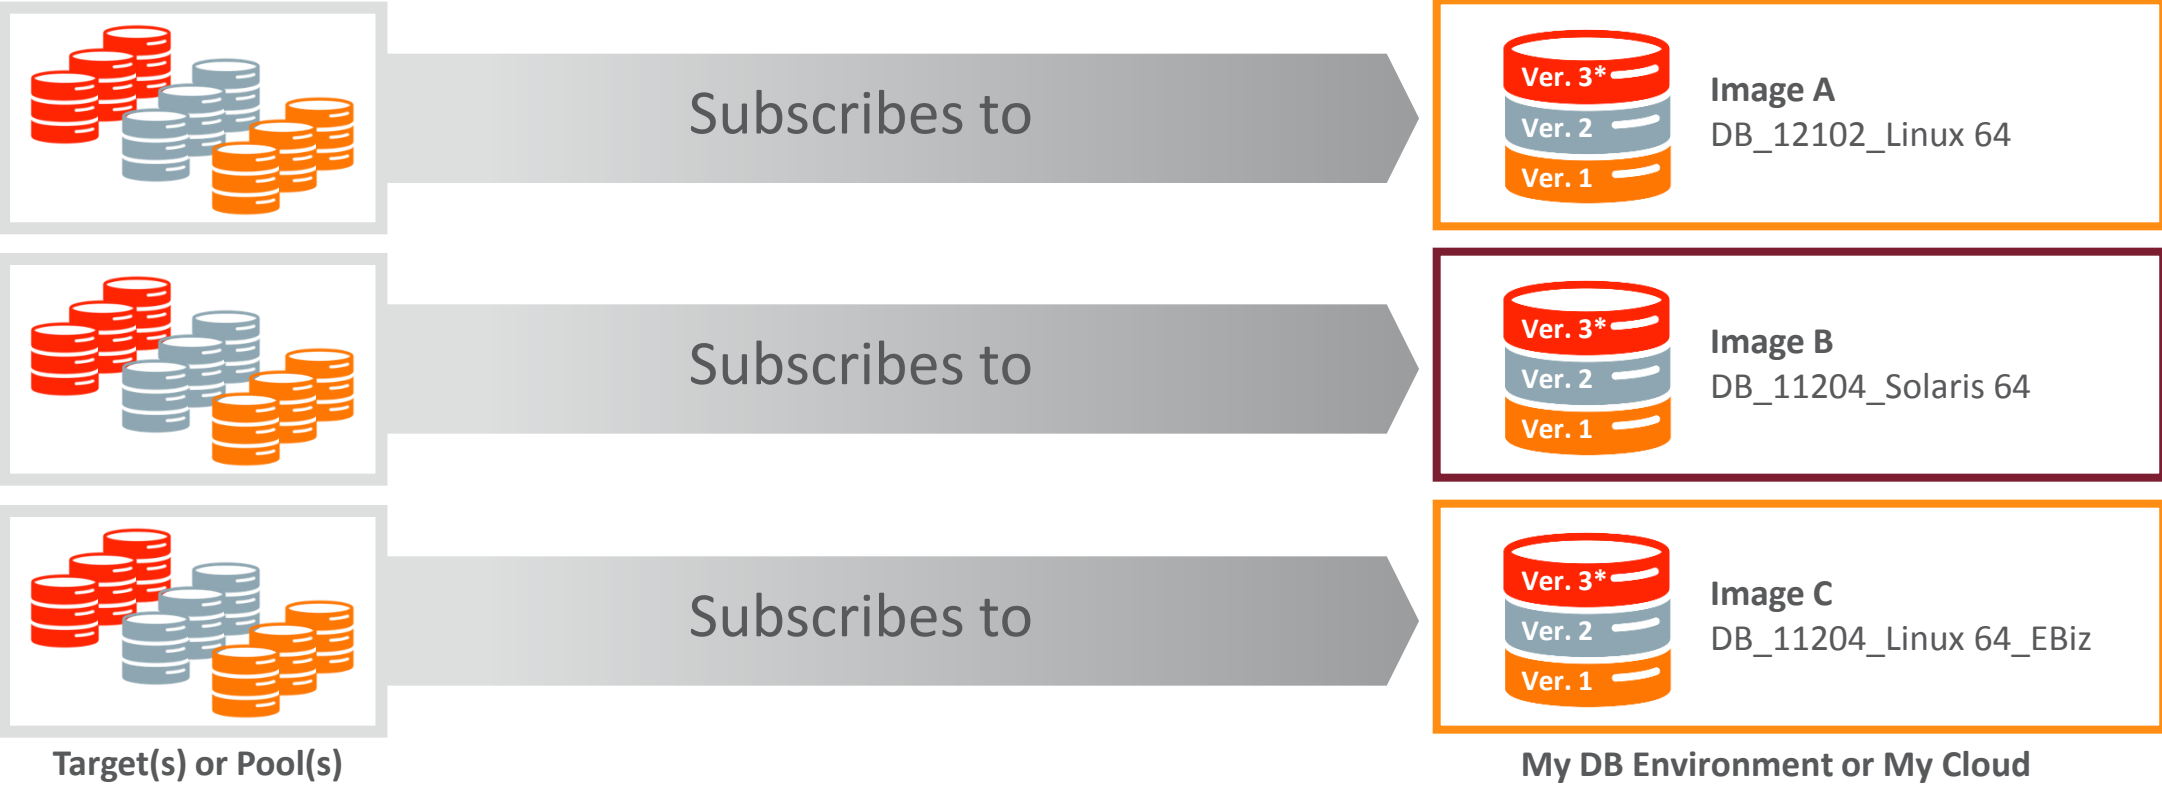 Subscribes to
Ver. 3*
Ver. 2
Ver. 1
Image A
DB_12102_Linux 64
Subscribes to
Ver. 3*
Ver. 2
Ver. 1
Image B
DB_11204_Solaris 64
Subscribes to
Ver. 3*
Ver. 2
Ver. 1
Image C
DB_11204_Linux 64_EBiz
Target(s) or Pool(s)
My DB Environment or My Cloud